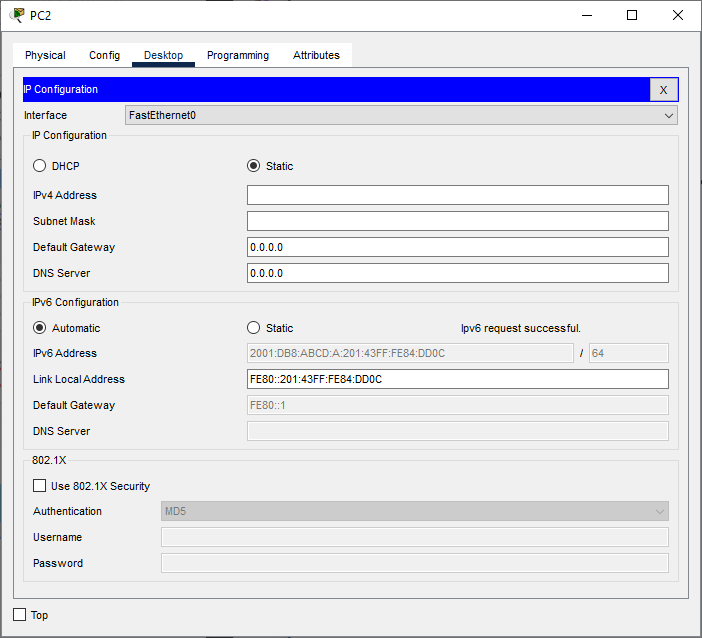 PC2
Physical Config Desktop Programming Attributes
IP Configuration X
Interface FastEthernet0
IP Configuration
DHCP Static
IPv4 Address
Subnet Mask
Default Gateway 0.0.0.0
DNS Server 0.0.0.0
IPv6 Configuration
Automatic Static Ipv6 request successful.
IPv6 Address 2001:DB8:ABCD:A:201:43FF:FE84:DD0C / 64
Link Local Address FE80::201:43FF:FE84:DD0C
Default Gateway FE80::1
DNS Server
802.1X
Use 802.1X Security
Authentication MD5
Username
Password
Top